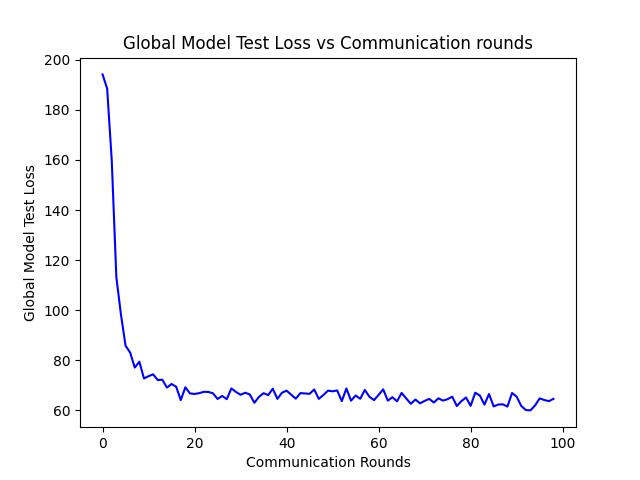 Global Model Test Loss vs Communication rounds
200
180
160
140
120
100
80
60
Global Model Test Loss
0 20 40 60 80 100
Communication Rounds